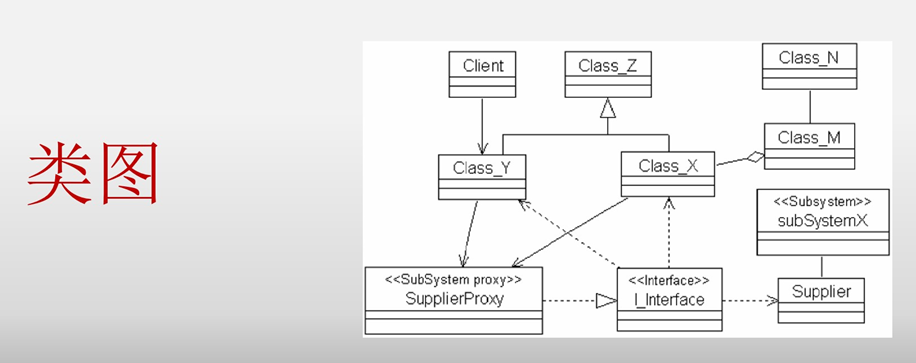 类图
Client
Class_Z
Class_N
Class_M
Class_Y
Class_X
<<Subsystem>>
subSystemX
<<SubSystem proxy>>
SupplierProxy
<<Interface>>
I_Interface
Supplier